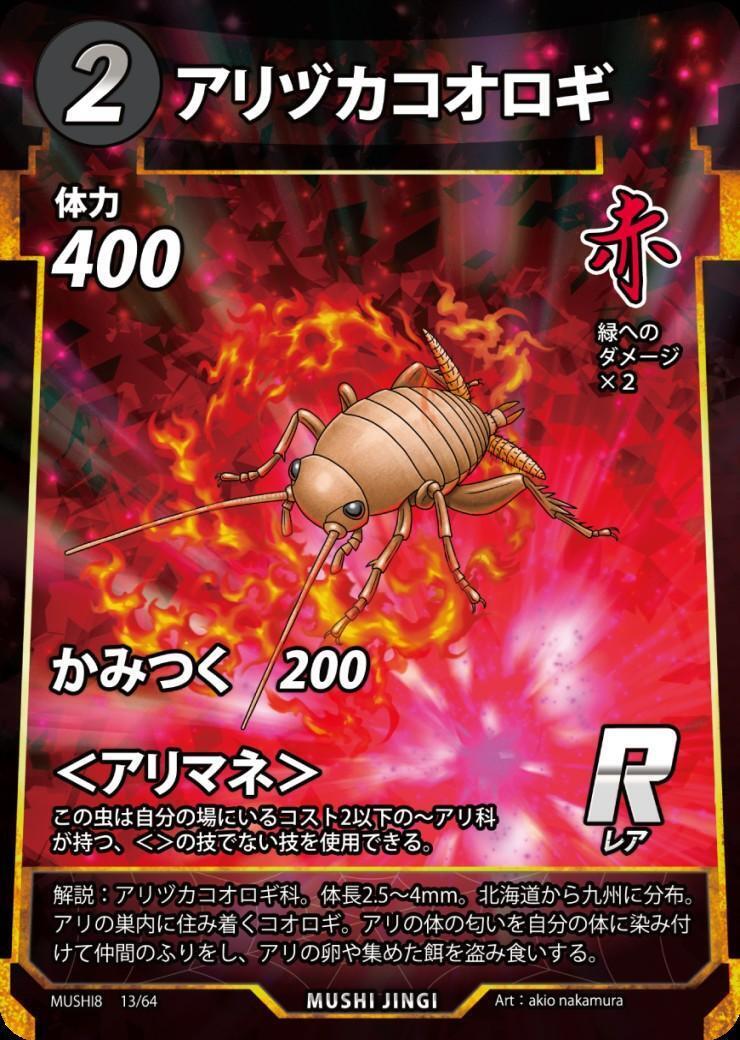 2 アリヅカコオロギ
体力
400
赤
緑への
ダメージ
×2
かみつく 200
<アリマネ>
この虫は自分の場にいるコスト2以下の~アリ科
が持つ、<>の技でない技を使用できる。
R
レア
解説:アリヅカコオロギ科。体長2.5~4mm。北海道から九州に分布。
アリの巣内に住み着くコオロギ。アリの体の匂いを自分の体に染み付
けて仲間のふりをし、アリの卵や集めた餌を盗み食いする。
MUSHI8 13/64 MUSHI JINGI Art:akio nakamura